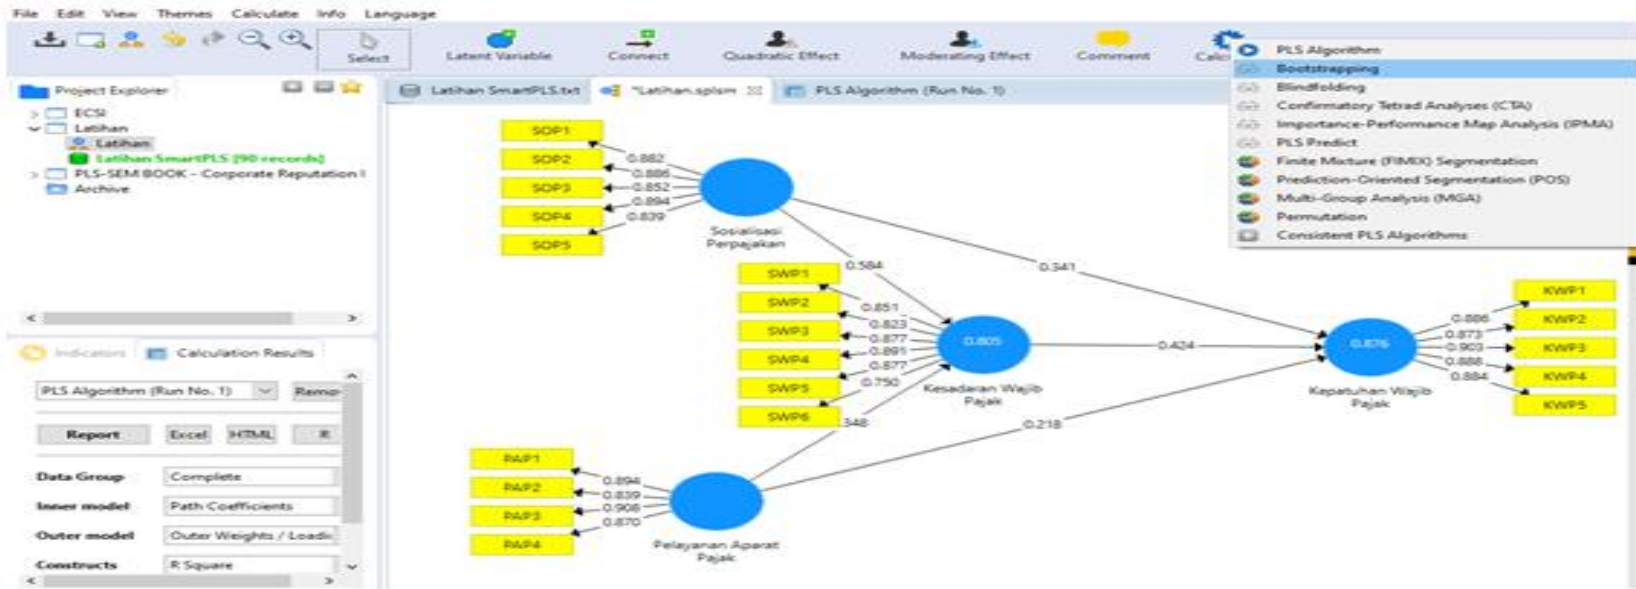 File Edit View Themes Calculate Info Language
Select
Latent Variable
Connect
Quadratic Effect
Moderating Effect
Comment
PLS Algorithm
Bootstrapping
Blindfolding
Confirmatory Tetrad Analyses (CTA)
Importance-Performance Map Analysis (IPMA)
PLS Predict
Finite Mixture (FIMIX) Segmentation
Prediction-Oriented Segmentation (POS)
Multi-Group Analysis (MGA)
Permutation
Consistent PLS Algorithms
Project Explorer
ECSI
Latihan
Latihan
Latihan SmartPLS [90 records]
PLS-SEM BOOK - Corporate Reputation
Archive
Latihan SmartPLS.txt
*Latihan.splsm
PLS Algorithm (Run No. 1)
SOP1
SOP2
SOP3
SOP4
SOP5
0.882
0.886
0.852
0.894
0.839
Sosialisasi
Perpajakan
0.584
0.341
SWP1
SWP2
SWP3
SWP4
SWP5
SWP6
0.851
0.823
0.877
0.891
0.877
0.750
0.805
Kesadaran Wajib
Pajak
0.424
0.876
Kepatuhan Wajib
Pajak
0.886
0.873
0.903
0.888
0.884
KWP1
KWP2
KWP3
KWP4
KWP5
.348
0.218
PAP1
PAP2
PAP3
PAP4
0.894
0.839
0.908
0.870
Pelayanan Aparat
Pajak
Indicators
Calculation Results
PLS Algorithm (Run No. 1)
Report Excel HTML R
Data Group Complete
Inner model Path Coefficients
Outer model Outer Weights /
Constructs R Square